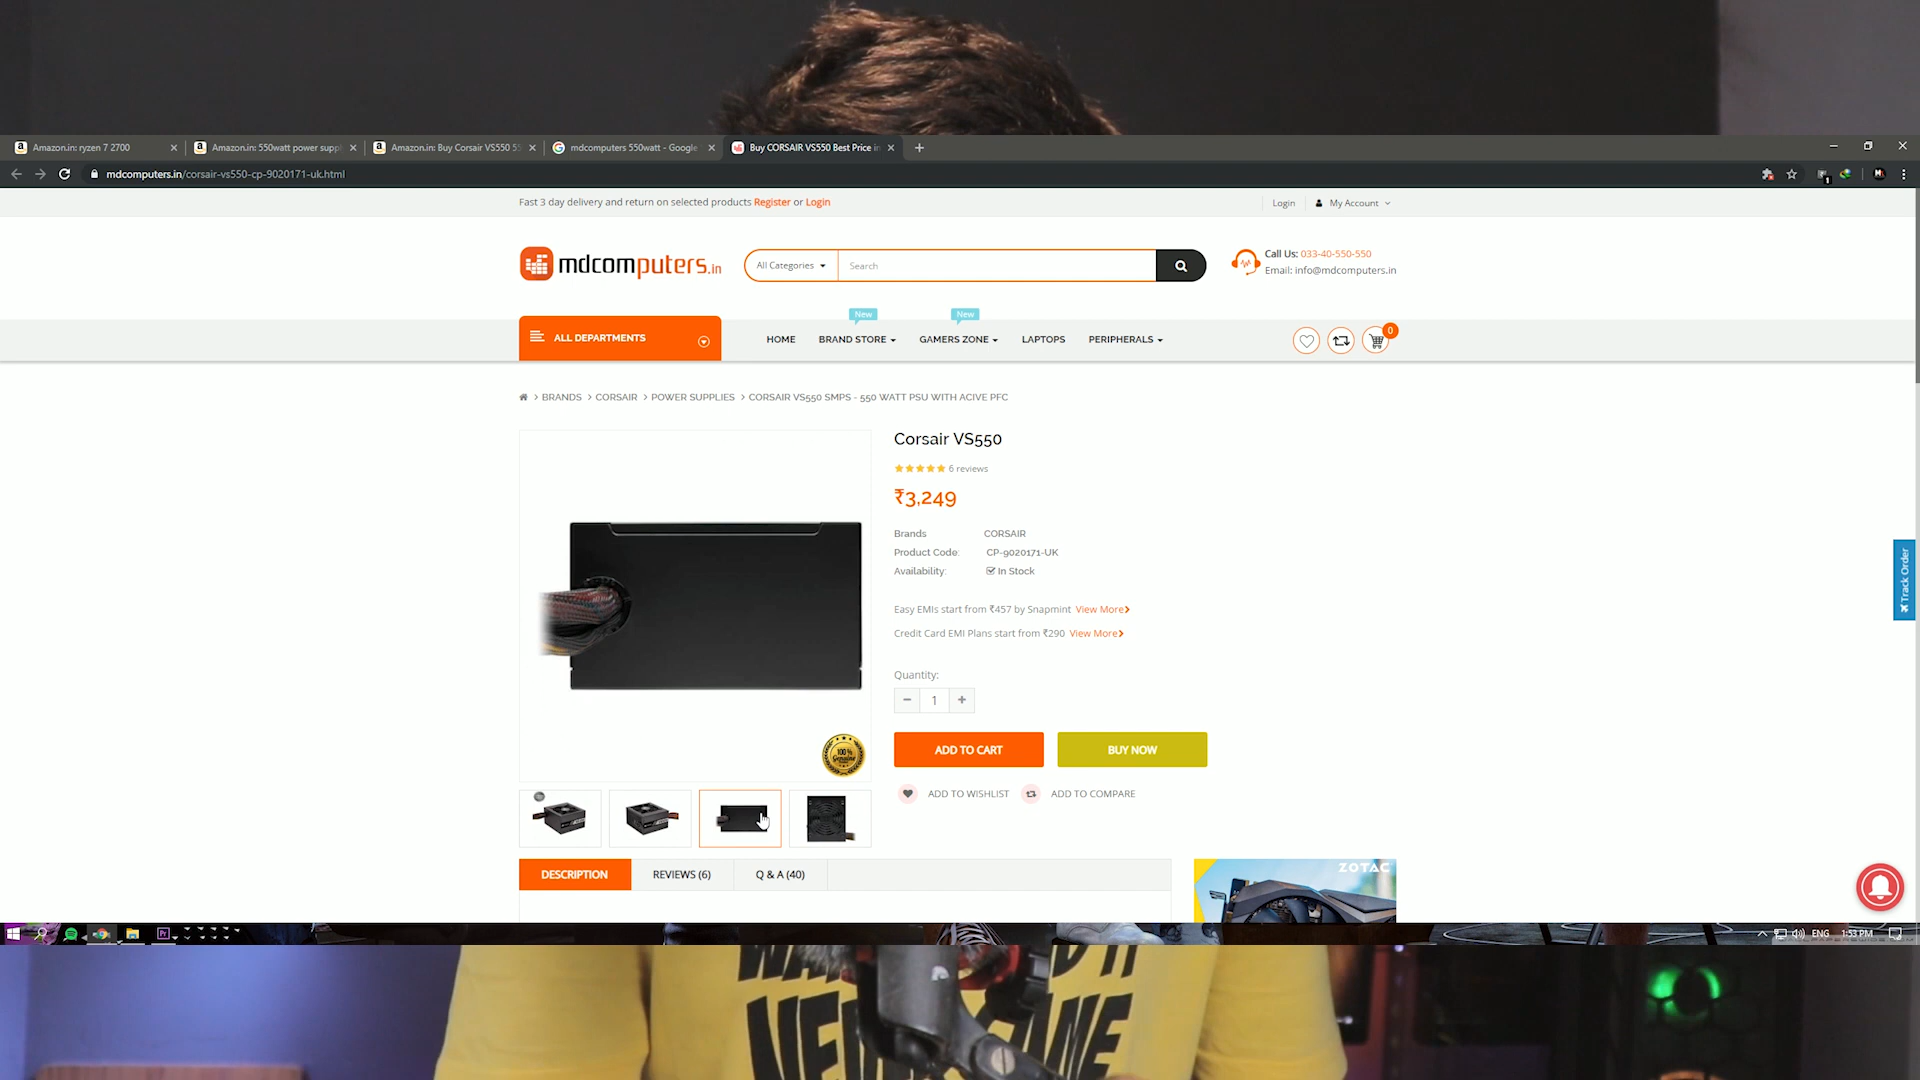 Amazon.in: ryzen 7 2700
Amazon.in: 550watt power supp
Amazon.in: Buy Corsair VS550 55
mdcomputers 550watt - Google
Buy CORSAIR VS550 Best Price in
mdcomputers.in/corsair-vs550-cp-9020171-uk.html
Fast 3 day delivery and return on selected products Register or Login
Login
My Account
mdcomputers.in
All Categories
Search
Call Us: 033-40-550-550
Email: info@mdcomputers.in
New
New
ALL DEPARTMENTS
HOME
BRAND STORE
GAMERS ZONE
LAPTOPS
PERIPHERALS
0
> BRANDS > CORSAIR > POWER SUPPLIES > CORSAIR VS550 SMPS - 550 WATT PSU WITH ACIVE PFC
Corsair VS550
6 reviews
₹3,249
Brands CORSAIR
Product Code: CP-9020171-UK
Availability: In Stock
Easy EMIs start from ₹457 by Snapmint View More
Credit Card EMI Plans start from ₹290 View More
Quantity:
1
ADD TO CART
BUY NOW
ADD TO WISHLIST
ADD TO COMPARE
100%
Genuine
Track Order
DESCRIPTION
REVIEWS (6)
Q & A (40)
ZOTAC
Pr
ENG
1:53 PM